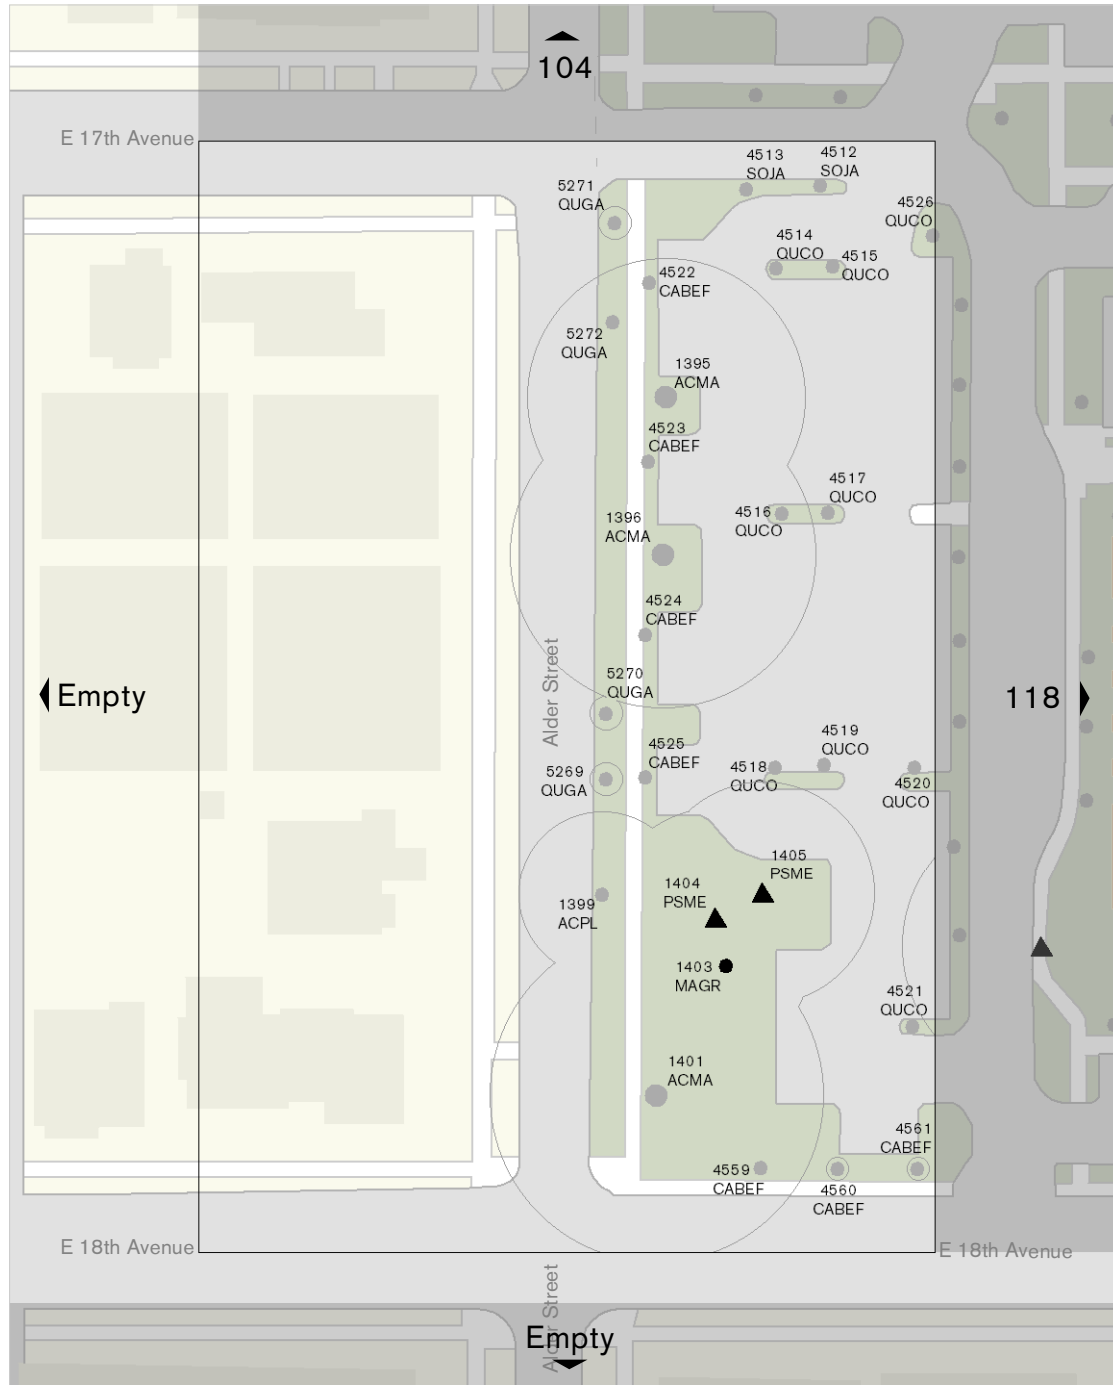 104
E 17th Avenue
4513
SOJA
4512
SOJA
5271
QUGA
4526
QUCO
4514
QUCO
4515
QUCO
4522
CABEF
5272
QUGA
1395
ACMA
4523
CABEF
4517
QUCO
4516
QUCO
1396
ACMA
4524
CABEF
Alder Street
5270
QUGA
Empty
118
4525
CABEF
4519
QUCO
4518
QUCO
5269
QUGA
4520
QUCO
1405
PSME
1404
PSME
1399
ACPL
1403
MAGR
4521
QUCO
1401
ACMA
4561
CABEF
4559
CABEF
4560
CABEF
E 18th Avenue
E 18th Avenue
Alder Street
Empty